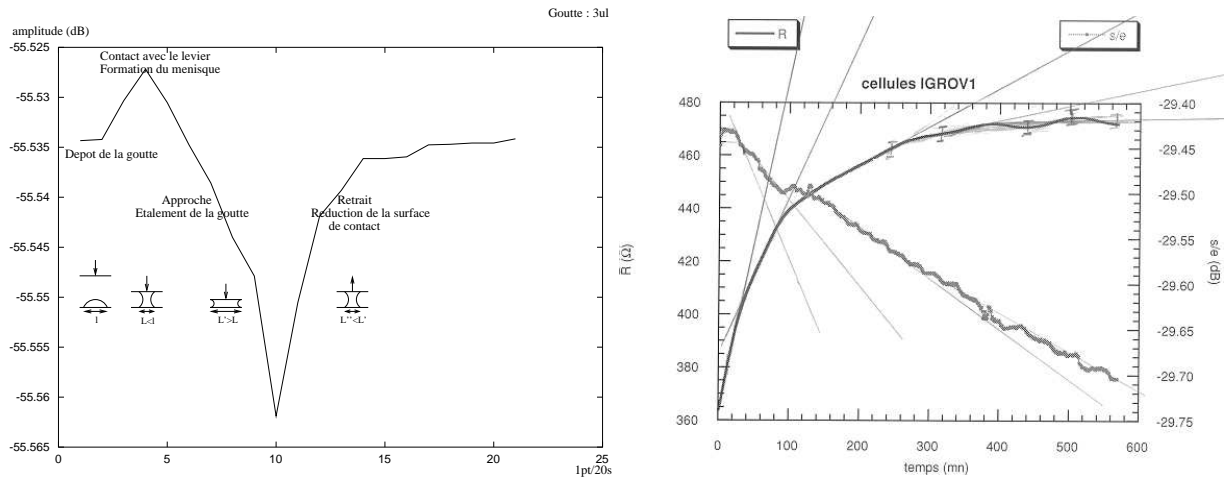 Goutte : 3ul
amplitude (dB)
-55.525
-55.53
-55.535
-55.54
-55.545
-55.55
-55.555
-55.56
-55.565
Contact avec le levier
Formation du menisque
Depot de la goutte
Approche
Etalement de la goutte
Retrait
Reduction de la surface
de contact
l
L<l
L'>L
L''<L'
0 5 10 15 20 25
1pt/20s
R
s/e
cellules IGROV1
480
460
440
420
400
380
360
R (Ω)
-29.40
-29.45
-29.50
-29.55
-29.60
-29.65
-29.70
-29.75
s/e (dB)
0 100 200 300 400 500 600
temps (mn)